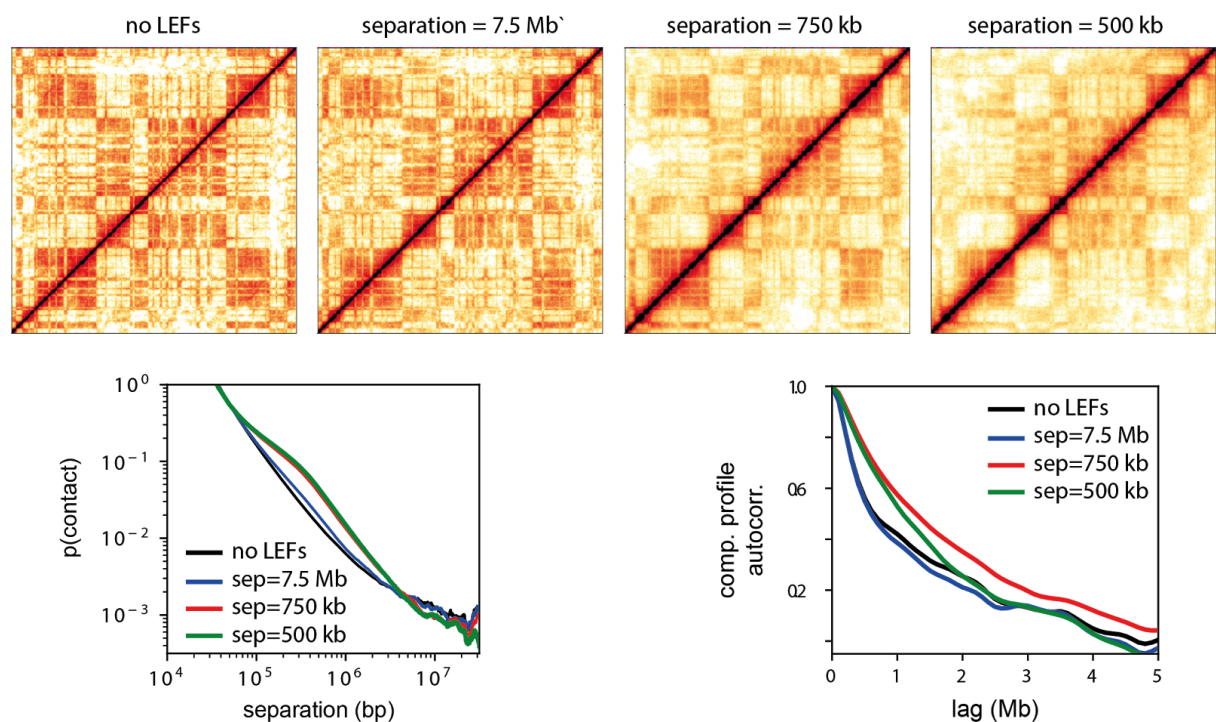 no LEFs
separation = 7.5 Mb`
separation = 750 kb
separation = 500 kb
10^0
10^-1
10^-2
10^-3
p(contact)
no LEFs
sep=7.5 Mb
sep=750 kb
sep=500 kb
10^4 10^5 10^6 10^7
separation (bp)
1.0
0.6
0.2
comp. profile
autocorr.
no LEFs
sep=7.5 Mb
sep=750 kb
sep=500 kb
0 1 2 3 4 5
lag (Mb)